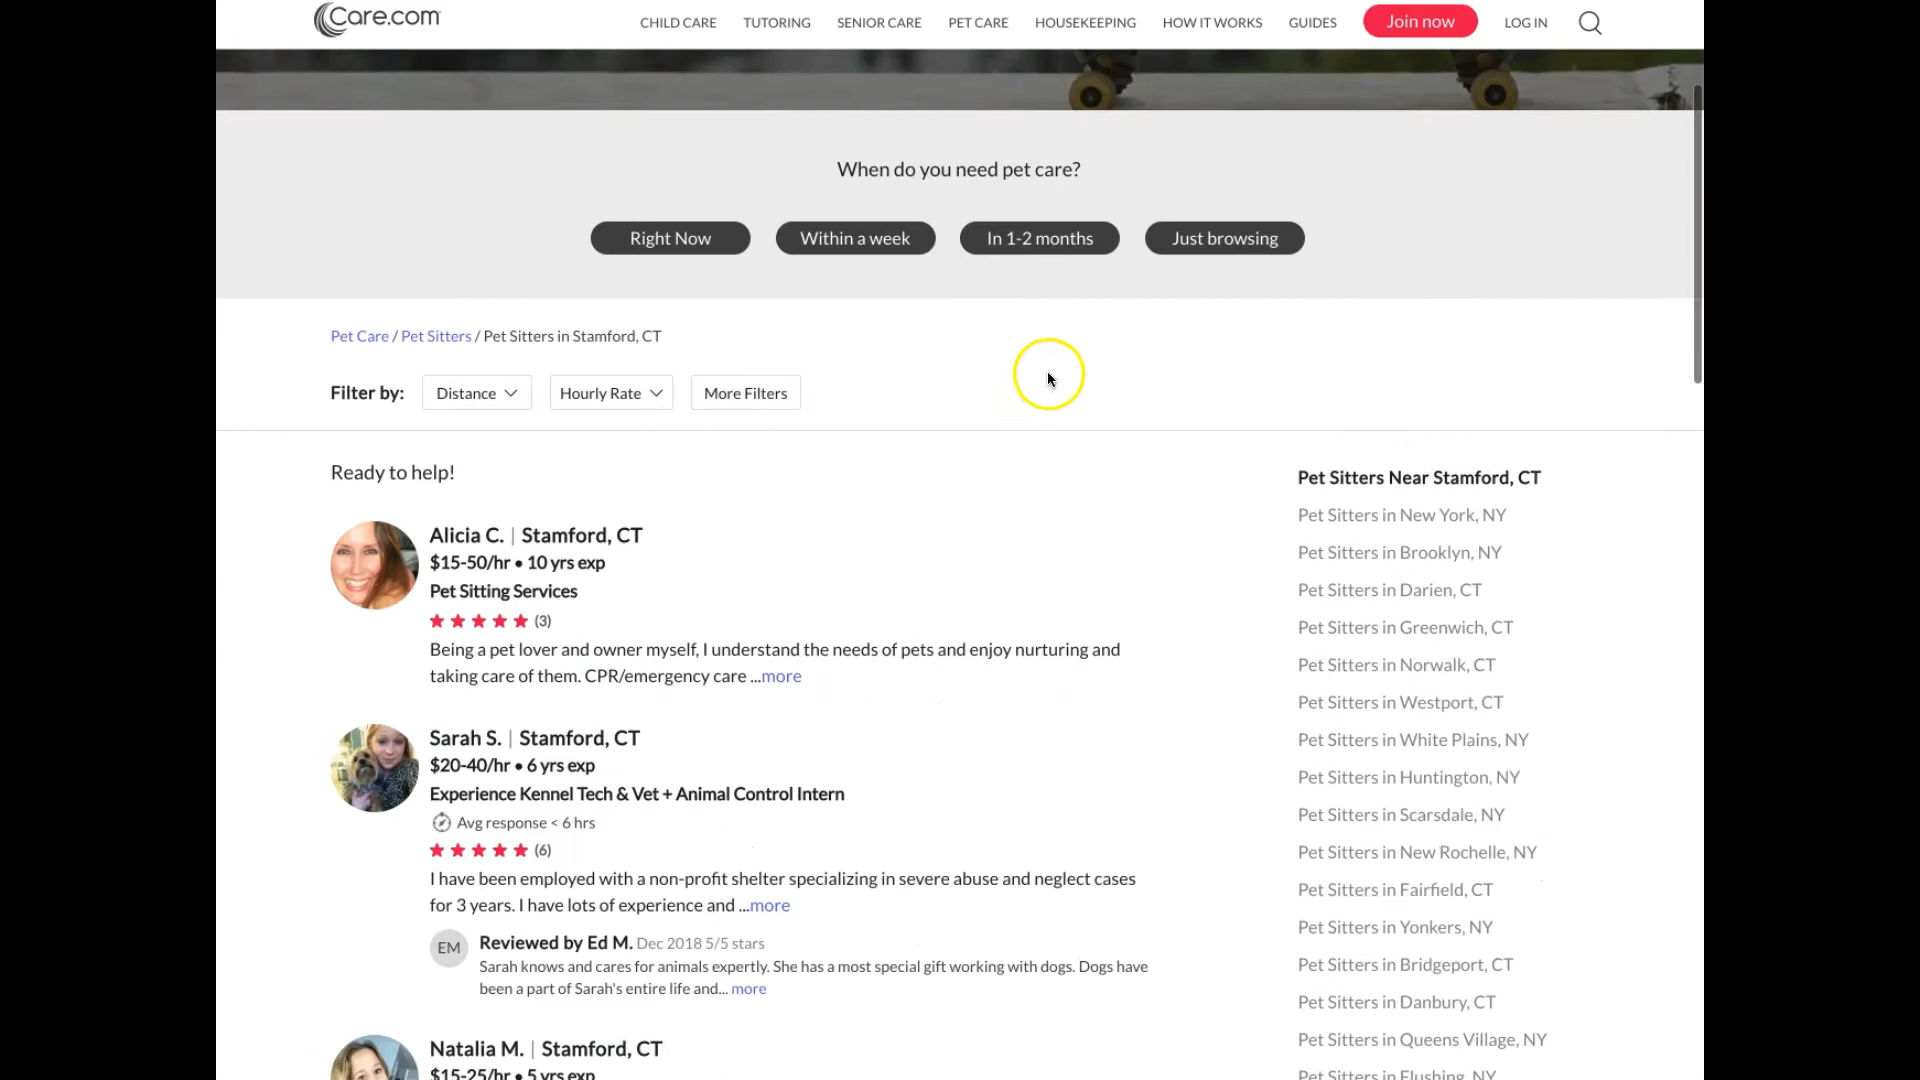 Care.com
CHILD CARE TUTORING SENIOR CARE PET CARE HOUSEKEEPING HOW IT WORKS GUIDES Join now LOG IN
When do you need pet care?
Right Now Within a week In 1-2 months Just browsing
Pet Care / Pet Sitters / Pet Sitters in Stamford, CT
Filter by: Distance Hourly Rate More Filters
Ready to help!
Alicia C. | Stamford, CT
$15-50/hr • 10 yrs exp
Pet Sitting Services
(3)
Being a pet lover and owner myself, I understand the needs of pets and enjoy nurturing and
taking care of them. CPR/emergency care ...more
Sarah S. | Stamford, CT
$20-40/hr • 6 yrs exp
Experience Kennel Tech & Vet + Animal Control Intern
Avg response < 6 hrs
(6)
I have been employed with a non-profit shelter specializing in severe abuse and neglect cases
for 3 years. I have lots of experience and ...more
EM
Reviewed by Ed M. Dec 2018 5/5 stars
Sarah knows and cares for animals expertly. She has a most special gift working with dogs. Dogs have
been a part of Sarah's entire life and... more
Natalia M. | Stamford, CT
$15-25/hr • 5 yrs exp
Pet Sitters Near Stamford, CT
Pet Sitters in New York, NY
Pet Sitters in Brooklyn, NY
Pet Sitters in Darien, CT
Pet Sitters in Greenwich, CT
Pet Sitters in Norwalk, CT
Pet Sitters in Westport, CT
Pet Sitters in White Plains, NY
Pet Sitters in Huntington, NY
Pet Sitters in Scarsdale, NY
Pet Sitters in New Rochelle, NY
Pet Sitters in Fairfield, CT
Pet Sitters in Yonkers, NY
Pet Sitters in Bridgeport, CT
Pet Sitters in Danbury, CT
Pet Sitters in Queens Village, NY
Pet Sitters in Flushing, NY